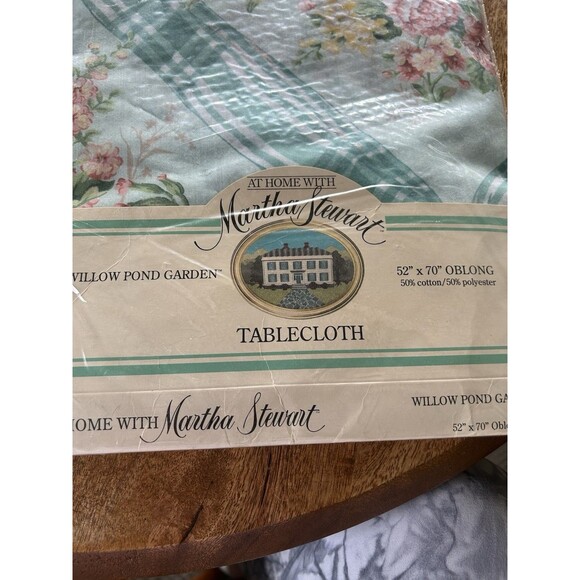 AT HOME WITH
Martha Stewart
WILLOW POND GARDEN™
52" x 70" OBLONG
50% cotton/50% polyester
TABLECLOTH
HOME WITH Martha Stewart
WILLOW POND GA
52" x 70" Obl